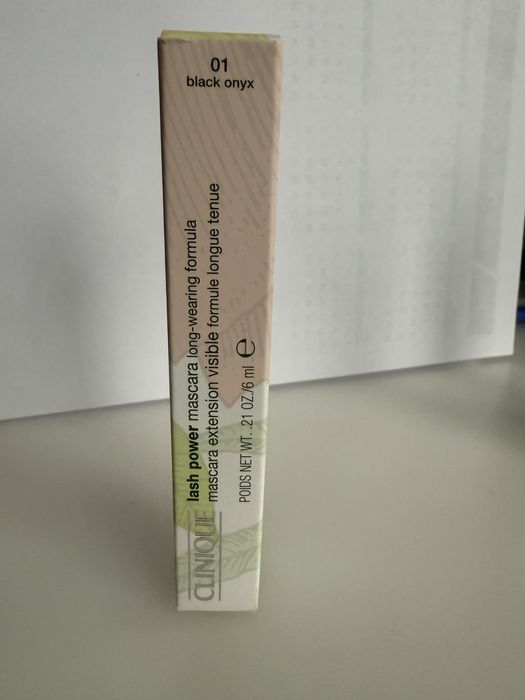 01
black onyx
lash power mascara long-wearing formula
mascara extension visible formule longue tenue
POIDS NET WT. .21 OZ./6 ml ℮
CLINIQUE